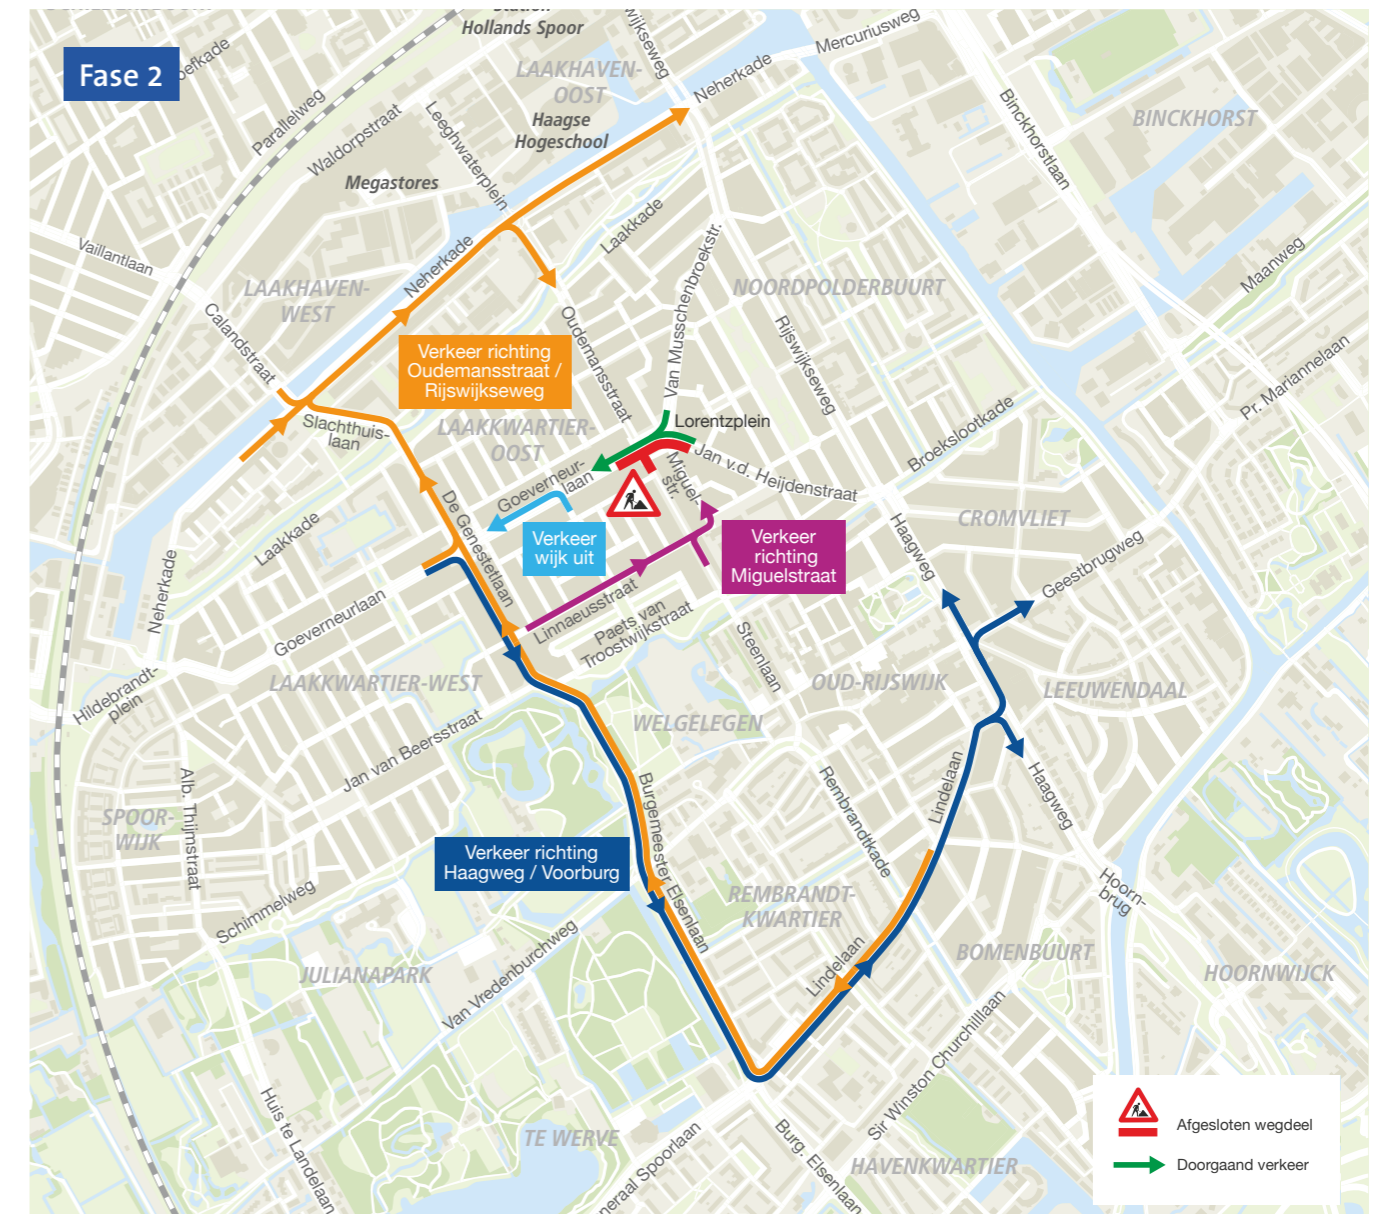 Fase 2
Hollands Spoor
LAAKHAVEN-
OOST
Haagse
Hogeschool
Megastores
Parallelweg
Waldorpstraat
Leeghwaterplein
Neherkade
Mercuriusweg
Binckhorstlaan
BINCKHORST
Vaillantlaan
LAAKHAVEN-
WEST
Neherkade
Laakkade
Calandstraat
Van Musschenbroekstr.
NOORDPOLDERBUURT
Maanweg
Pr. Mariannelaan
Oudemansstraat
Rijswijkseweg
Verkeer richting
Oudemansstraat /
Rijswijkseweg
Slachthuis-
laan
LAAKKWARTIER-
OOST
Lorentzplein
Broekslootkade
Goeverneur-
laan
Miguel-
str.
Jan v.d. Heijdenstraat
De Genestetlaan
Verkeer
wijk uit
Verkeer
richting
Miguelstraat
CROMVLIET
Haagweg
Geestbrugweg
Laakkade
Neherkade
Goeverneurlaan
Linnaeusstraat
Paets van
Troostwijkstraat
Steenlaan
Hildebrandt-
plein
LAAKKWARTIER-WEST
OUD-RIJSWIJK
LEEUWENDAAL
WELGELEGEN
Jan van Beersstraat
Alb. Thijmstraat
SPOOR-
WIJK
Burgemeester Elsenlaan
Rembrandtkade
Lindelaan
Haagweg
Verkeer richting
Haagweg / Voorburg
Schimmelweg
REMBRANDT-
KWARTIER
Hoorn-
brug
JULIANAPARK
Van Vredenburchweg
Lindelaan
BOMENBUURT
HOORNWIJCK
Sir Winston Churchilllaan
Huis te Landelaan
TE WERVE
Burg. Elsenlaan
HAVENKWARTIER
Afgesloten wegdeel
Doorgaand verkeer